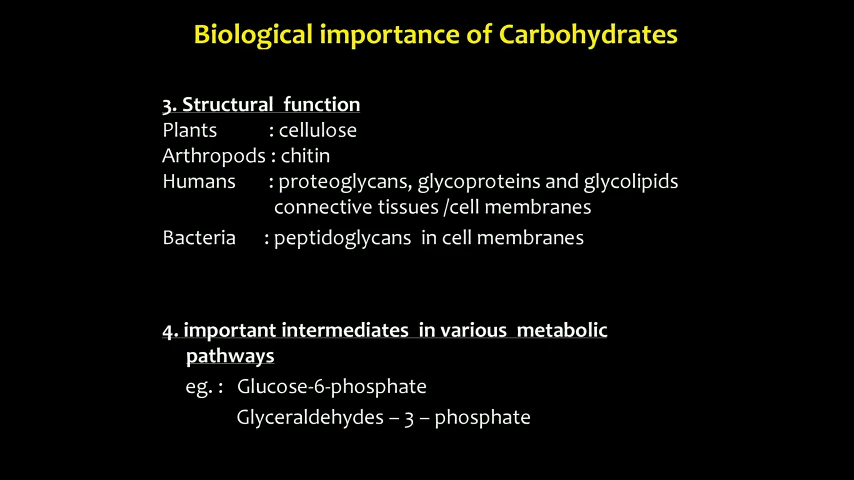 Biological importance of Carbohydrates
3. Structural function
Plants : cellulose
Arthropods : chitin
Humans : proteoglycans, glycoproteins and glycolipids
connective tissues /cell membranes
Bacteria : peptidoglycans in cell membranes
4. important intermediates in various metabolic
pathways
eg. : Glucose-6-phosphate
Glyceraldehydes – 3 – phosphate